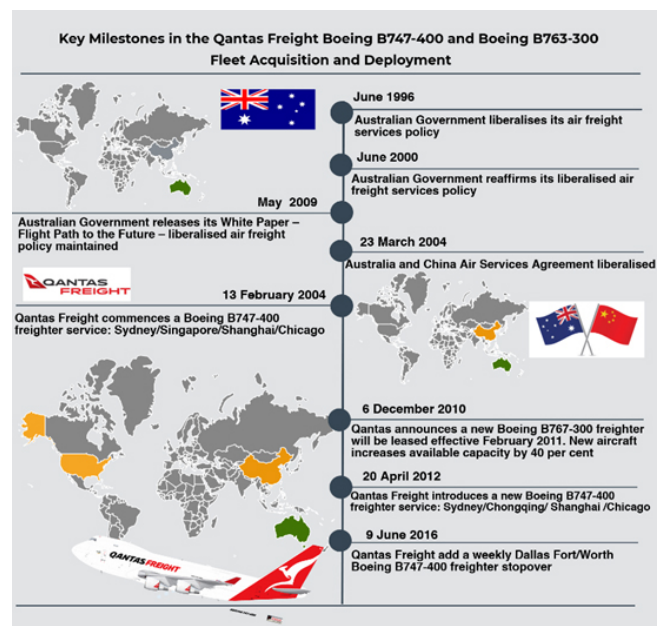 Key Milestones in the Qantas Freight Boeing B747-400 and Boeing B763-300
Fleet Acquisition and Deployment
June 1996
Australian Government liberalises its air freight
services policy
June 2000
Australian Government reaffirms its liberalised air
freight services policy
May 2009
Australian Government releases its White Paper –
Flight Path to the Future – liberalised air freight
policy maintained
23 March 2004
Australia and China Air Services Agreement liberalised
QANTAS
FREIGHT
13 February 2004
Qantas Freight commences a Boeing B747-400
freighter service: Sydney/Singapore/Shanghai/Chicago
6 December 2010
Qantas announces a new Boeing B767-300 freighter
will be leased effective February 2011. New aircraft
increases available capacity by 40 per cent
20 April 2012
Qantas Freight introduces a new Boeing B747-400
freighter service: Sydney/Chongqing/ Shanghai /Chicago
9 June 2016
Qantas Freight add a weekly Dallas Fort/Worth
Boeing B747-400 freighter stopover
QANTAS FREIGHT